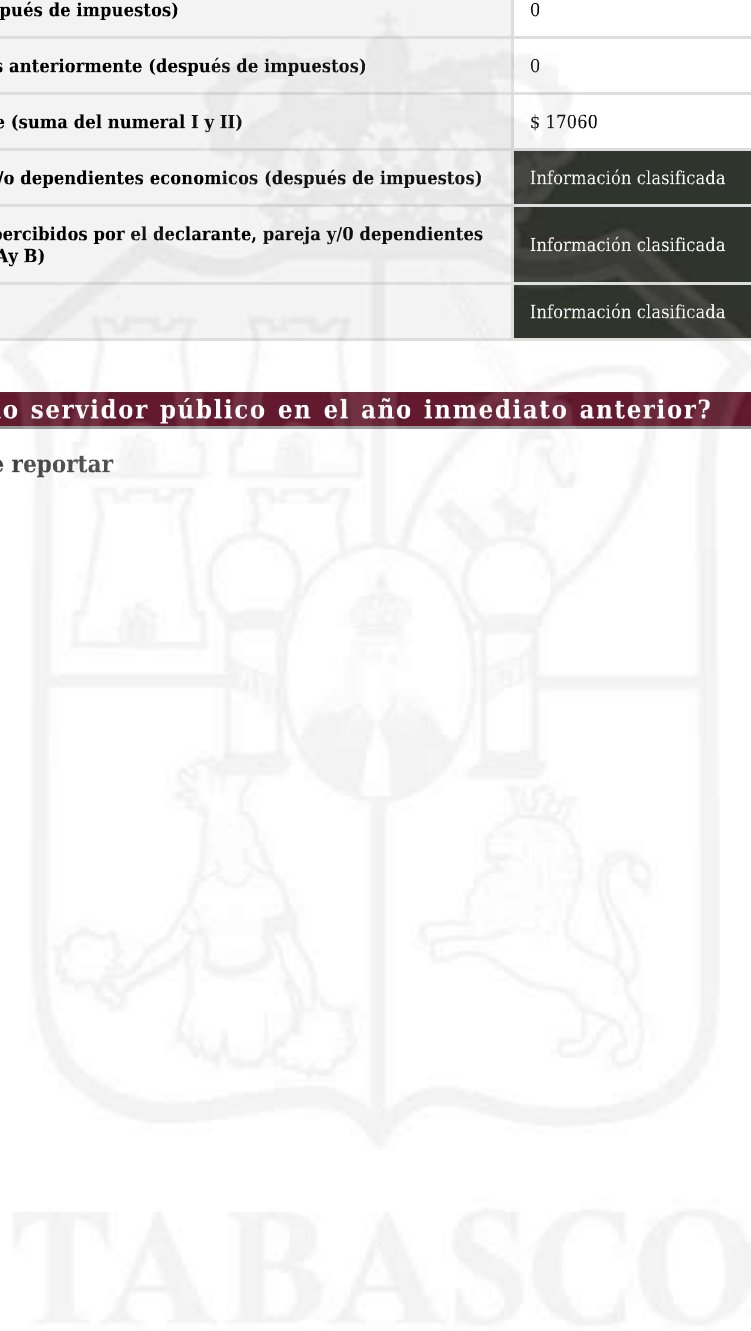 pués de impuestos) 0
s anteriormente (después de impuestos) 0
e (suma del numeral I y II) $ 17060
/o dependientes economicos (después de impuestos) Información clasificada
percibidos por el declarante, pareja y/0 dependientes Información clasificada
Ay B)
Información clasificada
o servidor público en el año inmediato anterior?
e reportar
TABASCO